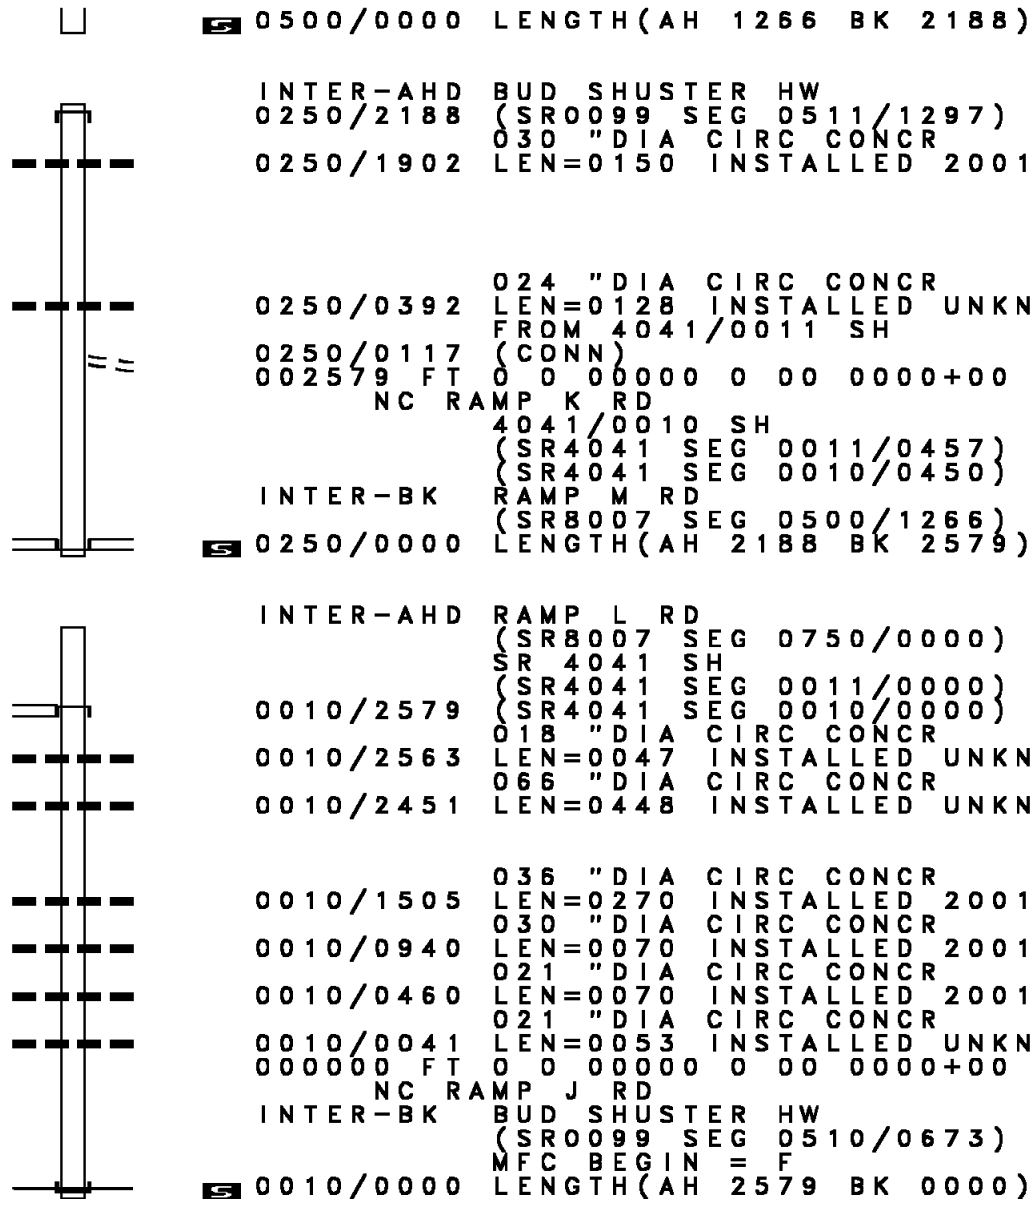 S 0500/0000 LENGTH(AH 1266 BK 2188)
INTER-AHD BUD SHUSTER HW
0250/2188 (SR0099 SEG 0511/1297)
030 "DIA CIRC CONCR
0250/1902 LEN=0150 INSTALLED 2001
024 "DIA CIRC CONCR
0250/0392 LEN=0128 INSTALLED UNKN
FROM 4041/0011 SH
0250/0117 (CONN)
002579 FT 0 0 00000 0 00 0000+00
NC RAMP K RD
4041/0010 SH
(SR4041 SEG 0011/0457)
(SR4041 SEG 0010/0450)
INTER-BK RAMP M RD
(SR8007 SEG 0500/1266)
S 0250/0000 LENGTH(AH 2188 BK 2579)
INTER-AHD RAMP L RD
(SR8007 SEG 0750/0000)
SR 4041 SH
(SR4041 SEG 0011/0000)
0010/2579 (SR4041 SEG 0010/0000)
018 "DIA CIRC CONCR
0010/2563 LEN=0047 INSTALLED UNKN
066 "DIA CIRC CONCR
0010/2451 LEN=0448 INSTALLED UNKN
036 "DIA CIRC CONCR
0010/1505 LEN=0270 INSTALLED 2001
030 "DIA CIRC CONCR
0010/0940 LEN=0070 INSTALLED 2001
021 "DIA CIRC CONCR
0010/0460 LEN=0070 INSTALLED 2001
021 "DIA CIRC CONCR
0010/0041 LEN=0053 INSTALLED UNKN
000000 FT 0 0 00000 0 00 0000+00
NC RAMP J RD
INTER-BK BUD SHUSTER HW
(SR0099 SEG 0510/0673)
MFC BEGIN = F
S 0010/0000 LENGTH(AH 2579 BK 0000)